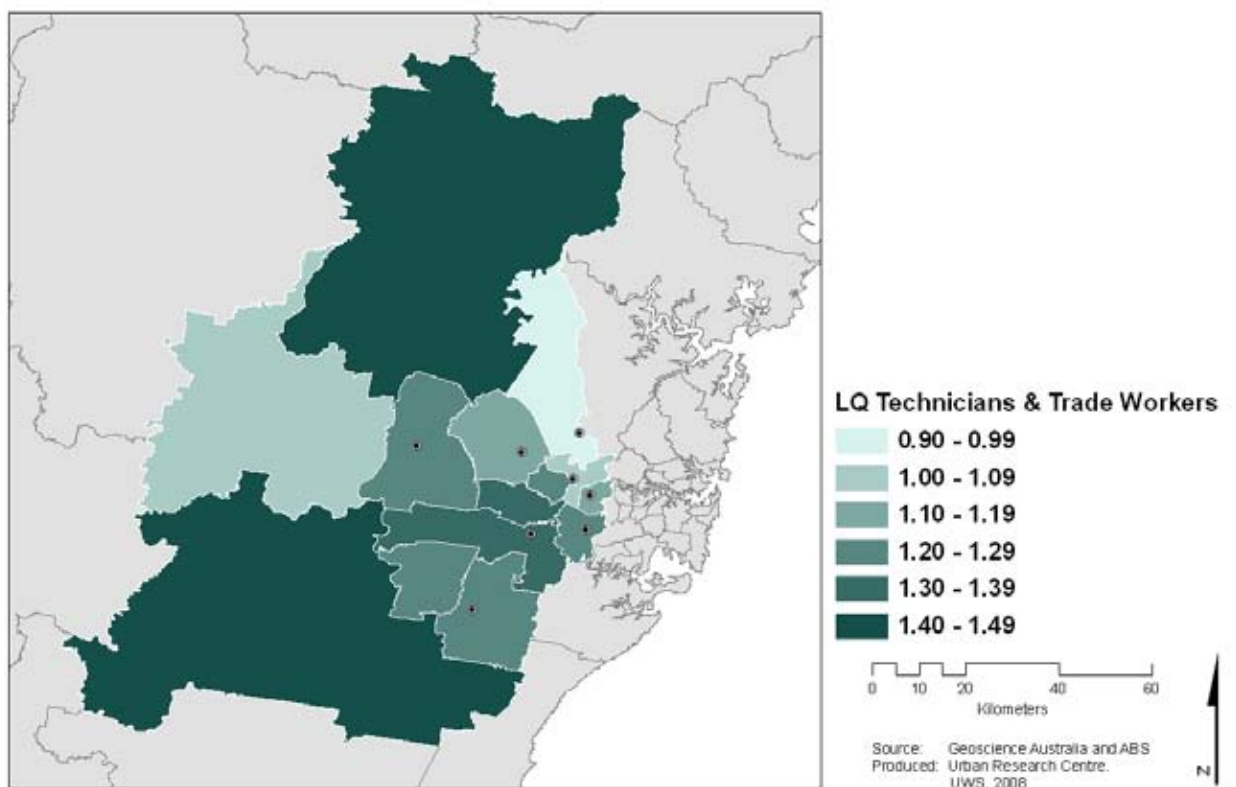 LQ Technicians & Trade Workers
0.90 - 0.99
1.00 - 1.09
1.10 - 1.19
1.20 - 1.29
1.30 - 1.39
1.40 - 1.49
0 10 20 40 60
Kilometers
Source: Geoscience Australia and ABS
Produced: Urban Research Centre.
UWS, 2008
N